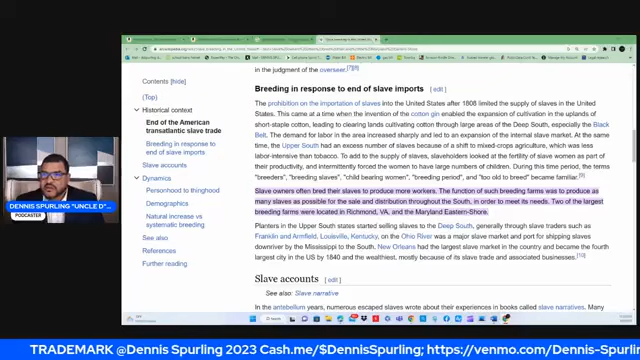 Contents [hide]
(Top)
Historical context
End of the American
transatlantic slave trade
Breeding in response to
end of slave imports
Slave accounts
Dynamics
Personhood to thinghood
Demographics
Natural increase vs
systematic breeding
See also
References
Further reading
in the judgment of the overseer.[7][8]
Breeding in response to end of slave imports [ edit ]
The prohibition on the importation of slaves into the United States after 1808 limited the supply of slaves in the United
States. This came at a time when the invention of the cotton gin enabled the expansion of cultivation in the uplands of
short-staple cotton, leading to clearing lands cultivating cotton through large areas of the Deep South, especially the Black
Belt. The demand for labor in the area increased sharply and led to an expansion of the internal slave market. At the same
time, the Upper South had an excess number of slaves because of a shift to mixed-crops agriculture, which was less
labor-intensive than tobacco. To add to the supply of slaves, slaveholders looked at the fertility of slave women as part of
their productivity, and intermittently forced the women to have large numbers of children. During this time period, the terms
"breeders", "breeding slaves", "child bearing women", "breeding period", and "too old to breed" became familiar.[9]
Slave owners often bred their slaves to produce more workers. The function of such breeding farms was to produce as
many slaves as possible for the sale and distribution throughout the South, in order to meet its needs. Two of the largest
breeding farms were located in Richmond, VA, and the Maryland Eastern-Shore.
Planters in the Upper South states started selling slaves to the Deep South, generally through slave traders such as
Franklin and Armfield. Louisville, Kentucky, on the Ohio River was a major slave market and port for shipping slaves
downriver by the Mississippi to the South. New Orleans had the largest slave market in the country and became the fourth
largest city in the US by 1840 and the wealthiest, mostly because of its slave trade and associated businesses.[10]
Slave accounts [ edit ]
See also: Slave narrative
In the antebellum years, numerous escaped slaves wrote about their experiences in books called slave narratives. Many
DENNIS SPURLING "UNCLE D"
PODCASTER
Search
TRADEMARK @Dennis Spurling 2023 Cash.me/$DennisSpurling; https://venmo.com/Dennis-Spurlin